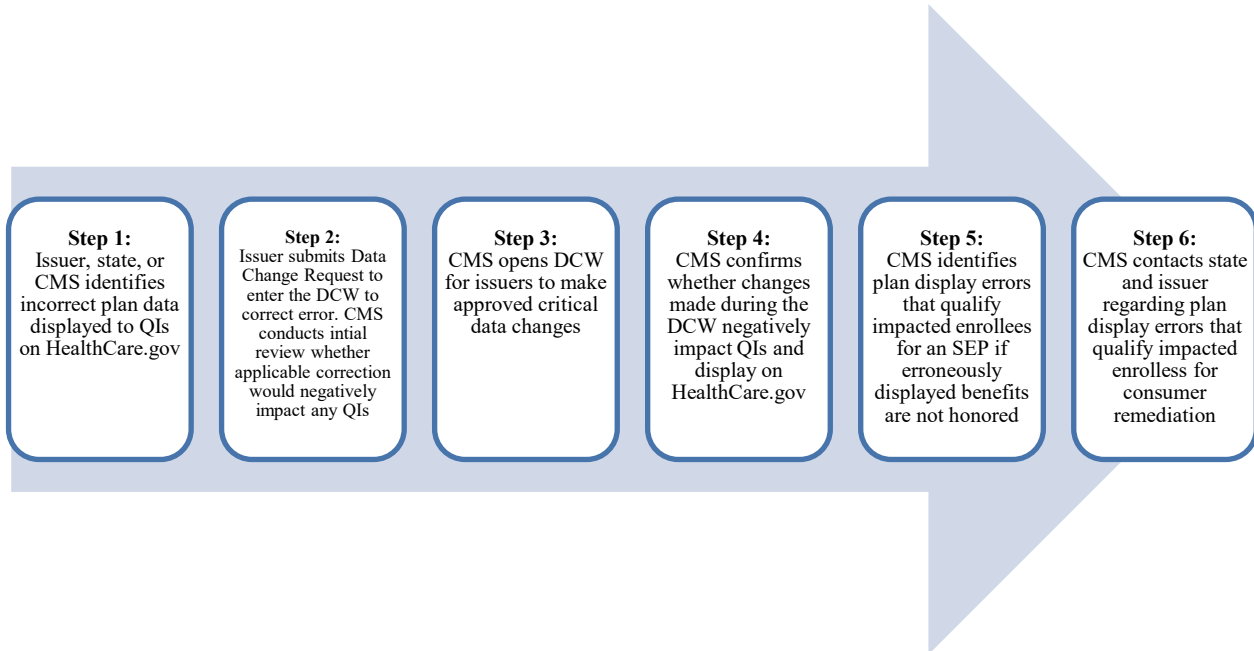 Step 1:
Issuer, state, or
CMS identifies
incorrect plan data
displayed to QIs
on HealthCare.gov
Step 2:
Issuer submits Data
Change Request to
enter the DCW to
correct error. CMS
conducts intial
review whether
applicable correction
would negatively
impact any QIs
Step 3:
CMS opens DCW
for issuers to make
approved critical
data changes
Step 4:
CMS confirms
whether changes
made during the
DCW negatively
impact QIs and
display on
HealthCare.gov
Step 5:
CMS identifies
plan display errors
that qualify
impacted enrollees
for an SEP if
erroneously
displayed benefits
are not honored
Step 6:
CMS contacts state
and issuer
regarding plan
display errors that
qualify impacted
enrolless for
consumer
remediation